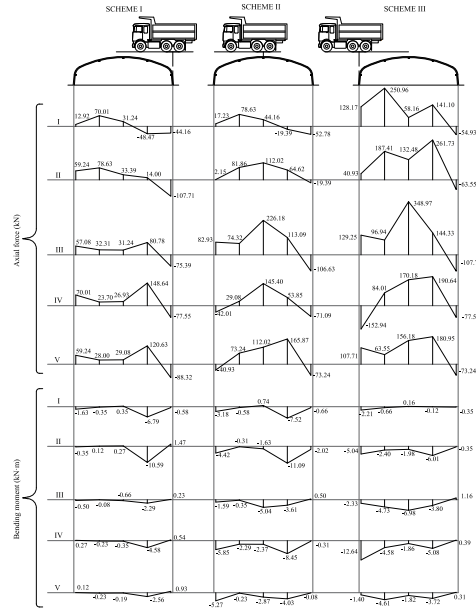 SCHEME I SCHEME II SCHEME III
Axial force (kN)
I 12.92 70.01 31.24 -48.47 -44.16 17.23 78.63 44.16 -19.39 -52.78 128.17 250.96 58.16 141.10 -54.93
II 59.24 78.63 33.39 14.00 -107.71 2.15 81.86 112.02 64.62 -19.39 40.93 187.41 132.48 261.73 -63.55
III 57.08 32.31 31.24 80.78 -75.39 82.93 74.32 226.18 113.09 -106.63 129.25 96.94 348.97 144.33 -107.7
IV 70.01 23.70 26.93 148.64 -77.55 -42.01 29.08 145.40 53.85 -71.09 -152.94 84.01 170.18 190.64 -77.5
V 59.24 28.00 29.08 120.63 -88.32 -40.93 73.24 112.02 165.87 -73.24 107.71 63.55 156.18 180.95 -73.24
Bending moment (kN·m)
I -1.63 -0.35 0.35 -6.79 -0.58 -3.18 -0.58 0.74 -7.52 -0.66 -2.21 -0.66 0.16 -0.12 -0.35
II -0.35 0.12 0.27 -10.59 1.47 -4.42 -0.31 -1.63 -11.09 -2.02 -5.04 -2.40 -1.98 -6.01 -0.35
III -0.50 -0.08 -0.66 -2.29 0.23 -1.59 -0.35 -5.04 -3.61 0.50 -2.33 -4.73 -6.98 -3.80 1.16
IV 0.27 -0.23 -0.35 -4.58 0.54 -5.85 -2.29 -2.37 -8.45 -0.31 -12.64 -4.58 -1.86 -5.08 0.39
V 0.12 -0.23 -0.19 -2.56 0.93 -5.27 -0.23 -2.87 -4.03 -0.08 -1.40 -4.61 -1.82 -3.72 0.31